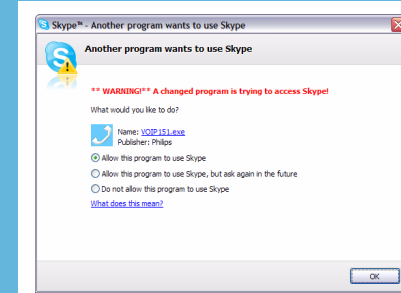 Skype™ - Another program wants to use Skype
Another program wants to use Skype
** WARNING!** A changed program is trying to access Skype!
What would you like to do?
Name: VOIP151.exe
Publisher: Philips
Allow this program to use Skype
Allow this program to use Skype, but ask again in the future
Do not allow this program to use Skype
What does this mean?
OK